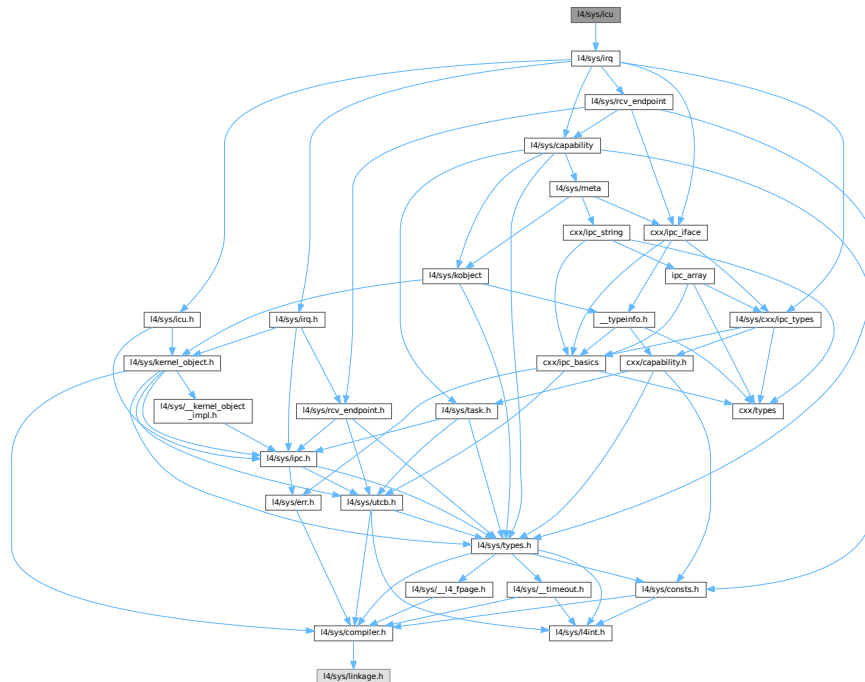 l4/sys/icu
l4/sys/irq
l4/sys/rcv_endpoint
l4/sys/capability
l4/sys/meta
cxx/ipc_string
cxx/ipc_iface
l4/sys/kobject
ipc_array
l4/sys/icu.h
l4/sys/irq.h
__typeinfo.h
l4/sys/cxx/ipc_types
l4/sys/kernel_object.h
cxx/ipc_basics
cxx/capability.h
l4/sys/__kernel_object
_impl.h
l4/sys/rcv_endpoint.h
l4/sys/task.h
cxx/types
l4/sys/ipc.h
l4/sys/err.h
l4/sys/utcb.h
l4/sys/types.h
l4/sys/__l4_fpage.h
l4/sys/__timeout.h
l4/sys/consts.h
l4/sys/compiler.h
l4/sys/l4int.h
l4/sys/linkage.h